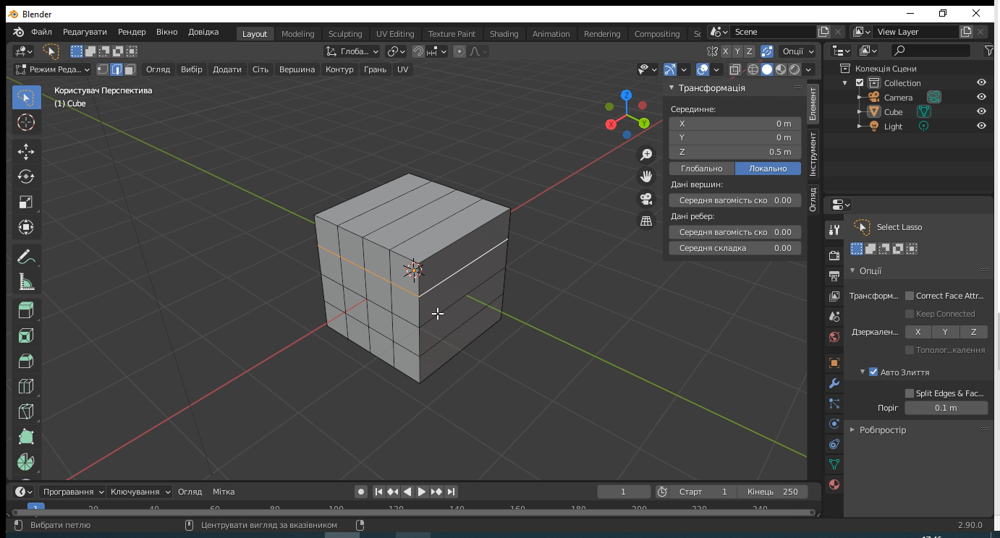 Blender
Файл Редагувати Рендер Вікно Довідка Layout Modeling Sculpting UV Editing Texture Paint Shading Animation Rendering Compositing Sc Scene View Layer
Глоба... X Y Z Опції
Режим Реда... Огляд Вибір Додати Сіть Вершина Контур Грань UV
Користувач Перспектива
(1) Cube
Z
X
Y
Трансформація
Серединне:
X 0 m
Y 0 m
Z 0.5 m
Глобально Локально
Дані вершин:
Середня вагомість ско 0.00
Дані ребер:
Середня вагомість ско 0.00
Середня складка 0.00
Елемент
Інструмент
Огляд
Колекція Сцени
Collection
Camera
Cube
Light
Select Lasso
Опції
Трансформ... Correct Face Attr...
Keep Connected
Дзеркален... X Y Z
Тополог...жалення
Авто Злиття
Split Edges & Fac...
Поріг 0.1 m
Робпростір
Програвання Ключування Огляд Мітка 1 Старт 1 Кінець 250
1 20 40 60 80 100 120 140 160 180 200 220 240
Вибрати петлю Центрувати вигляд за вказівником 2.90.0